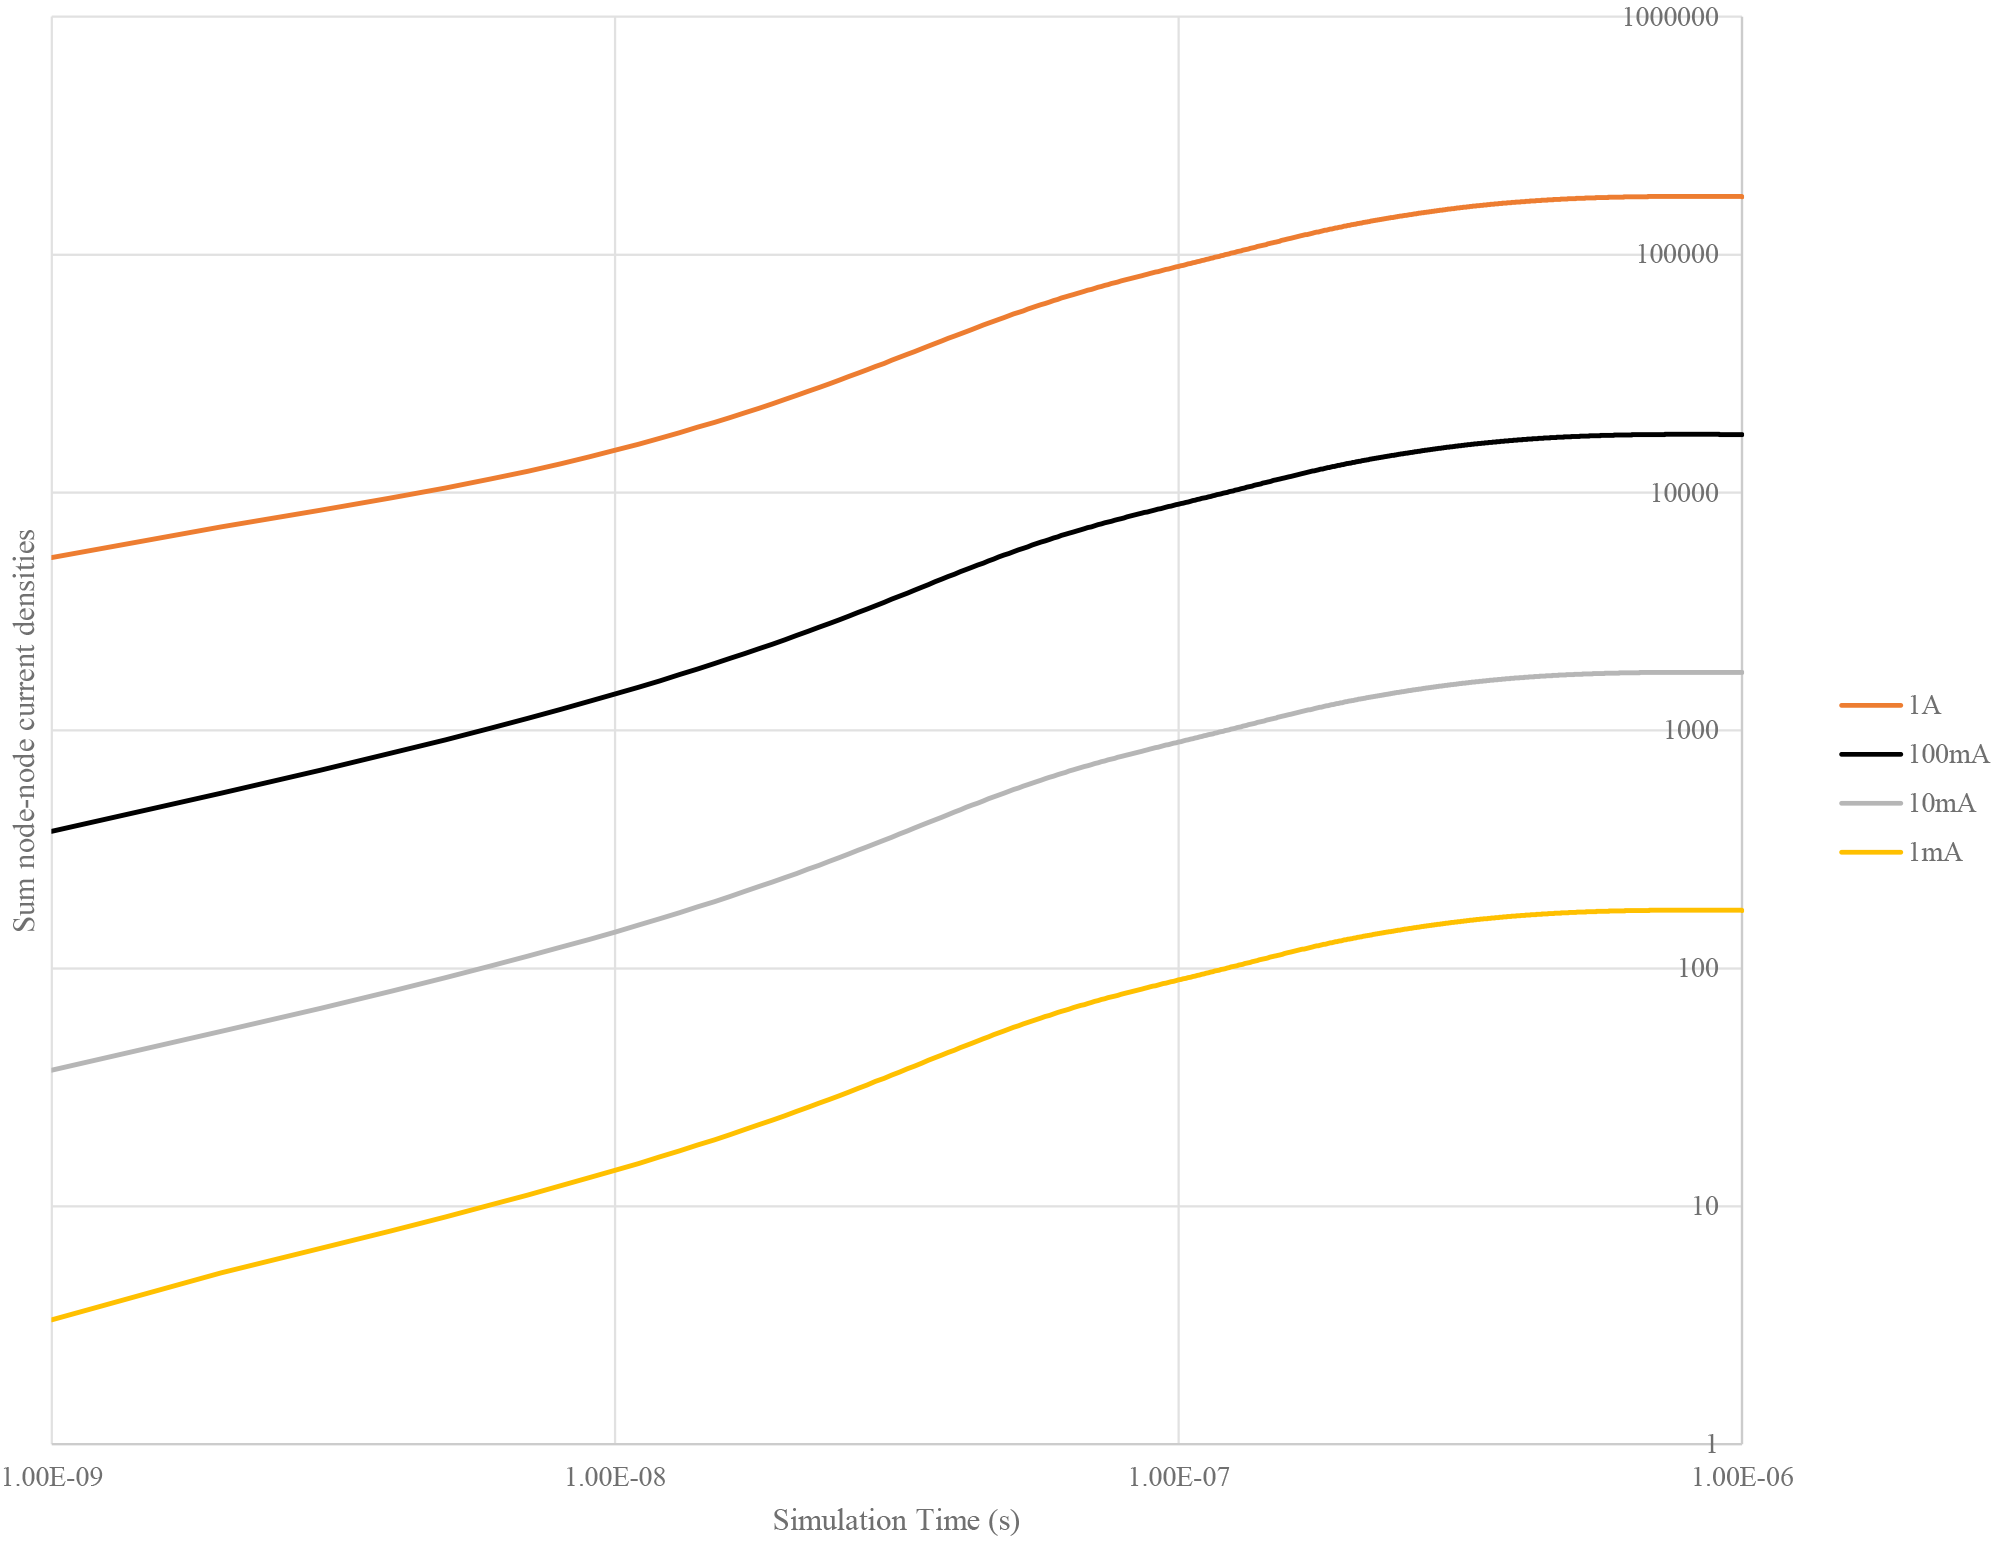 1000000
100000
10000
1000
100
10
1
Sum node-node current densities
1A
100mA
10mA
1mA
1.00E-09 1.00E-08 1.00E-07 1.00E-06
Simulation Time (s)